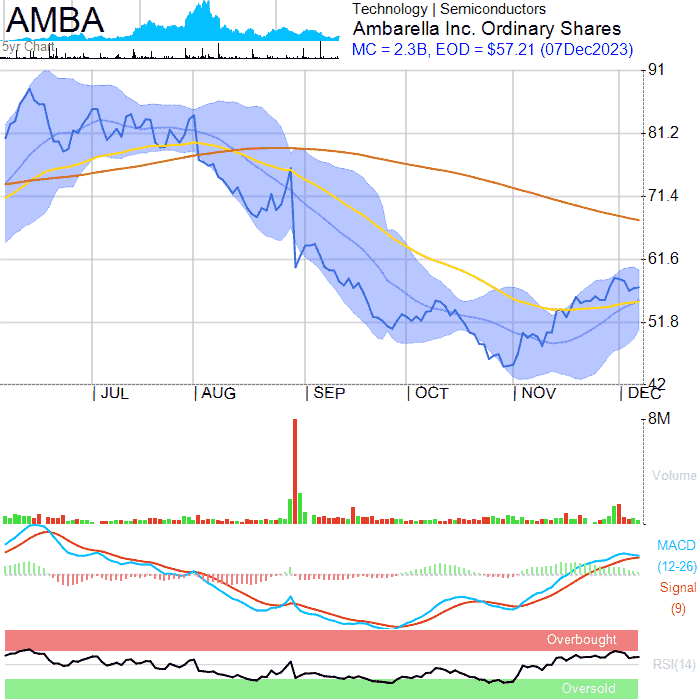 AMBA
5yr Chart
Technology | Semiconductors
Ambarella Inc. Ordinary Shares
MC = 2.3B, EOD = $57.21 (07Dec2023)
91
81.2
71.4
61.6
51.8
42
JUL AUG SEP OCT NOV DEC
8M
Volume
MACD
(12-26)
Signal
(9)
Overbought
RSI(14)
Oversold